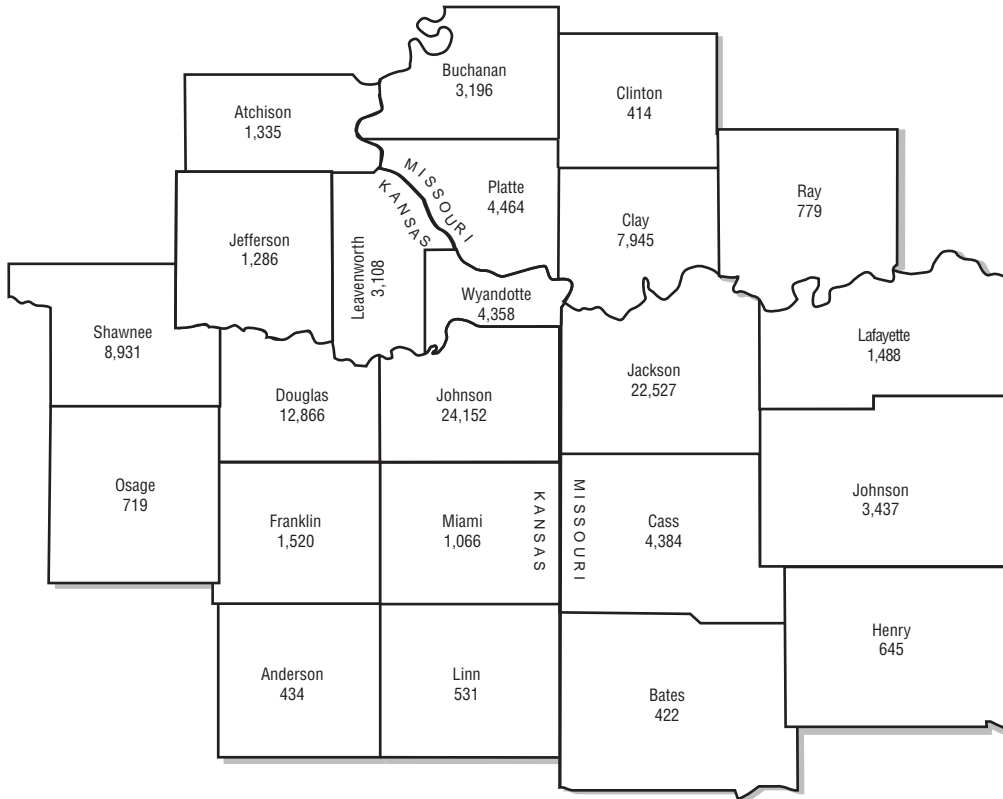 Buchanan
3,196
Clinton
414
Atchison
1,335
MISSOURI
KANSAS
Platte
4,464
Clay
7,945
Ray
779
Jefferson
1,286
Leavenworth
3,108
Wyandotte
4,358
Shawnee
8,931
Lafayette
1,488
Douglas
12,866
Johnson
24,152
Jackson
22,527
Osage
719
Franklin
1,520
Miami
1,066
KANSAS
MISSOURI
Cass
4,384
Johnson
3,437
Anderson
434
Linn
531
Bates
422
Henry
645